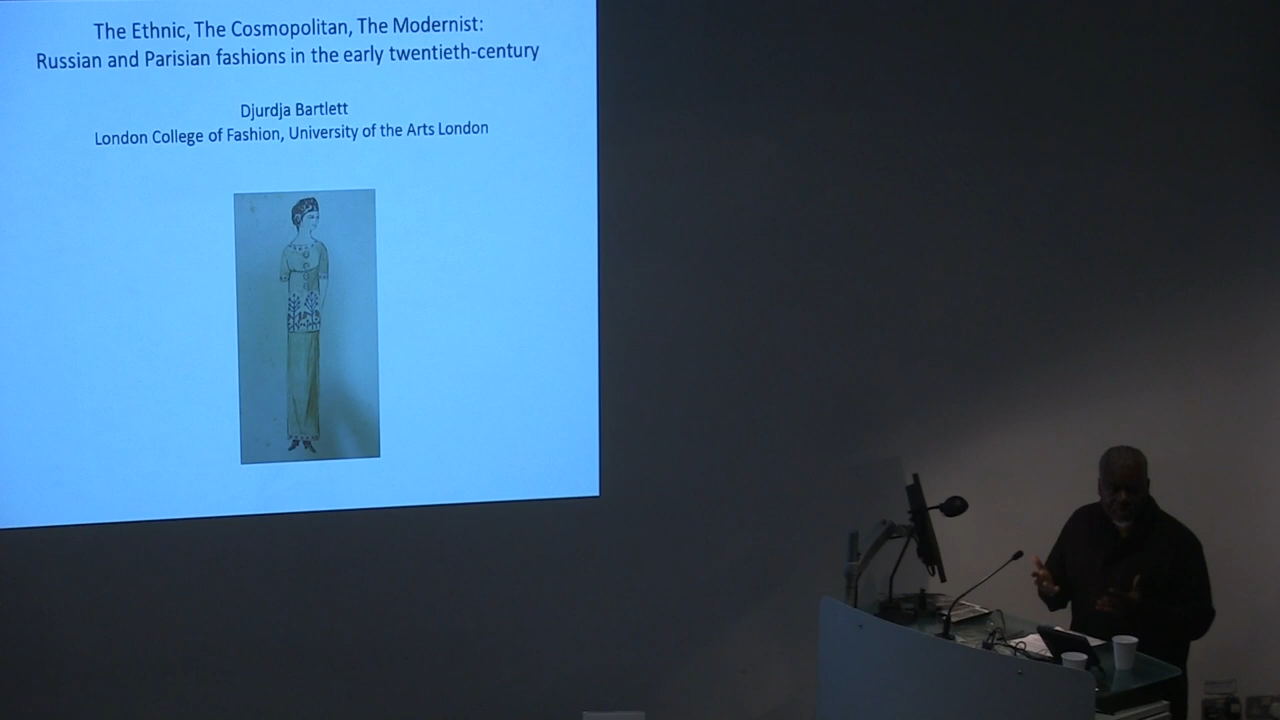 The Ethnic, The Cosmopolitan, The Modernist:
Russian and Parisian fashions in the early twentieth-century
Djurdja Bartlett
London College of Fashion, University of the Arts London